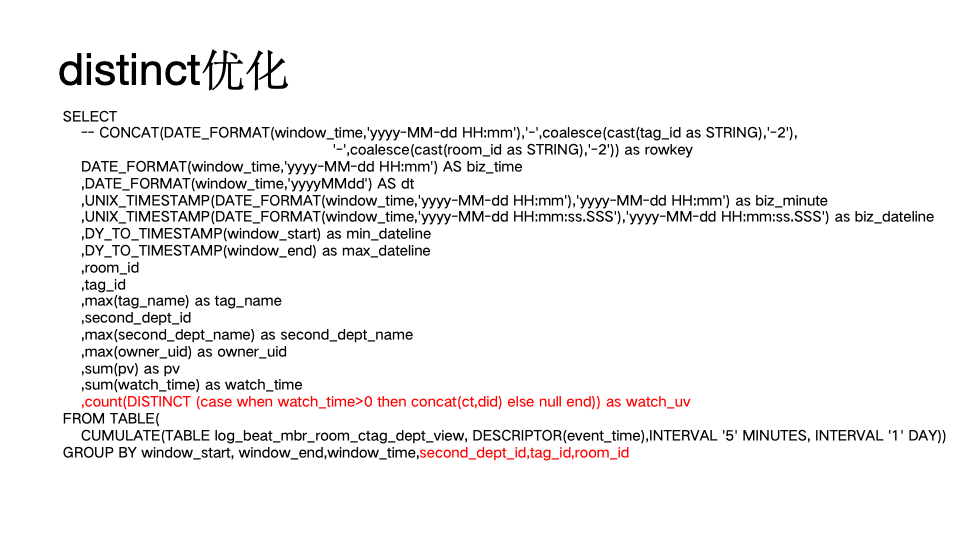 distinct优化
SELECT
-- CONCAT(DATE_FORMAT(window_time,'yyyy-MM-dd HH:mm'),'-',coalesce(cast(tag_id as STRING),'-2'),
'-',coalesce(cast(room_id as STRING),'-2')) as rowkey
DATE_FORMAT(window_time,'yyyy-MM-dd HH:mm') AS biz_time
,DATE_FORMAT(window_time,'yyyyMMdd') AS dt
,UNIX_TIMESTAMP(DATE_FORMAT(window_time,'yyyy-MM-dd HH:mm'),'yyyy-MM-dd HH:mm') as biz_minute
,UNIX_TIMESTAMP(DATE_FORMAT(window_time,'yyyy-MM-dd HH:mm:ss.SSS'),'yyyy-MM-dd HH:mm:ss.SSS') as biz_dateline
,DY_TO_TIMESTAMP(window_start) as min_dateline
,DY_TO_TIMESTAMP(window_end) as max_dateline
,room_id
,tag_id
,max(tag_name) as tag_name
,second_dept_id
,max(second_dept_name) as second_dept_name
,max(owner_uid) as owner_uid
,sum(pv) as pv
,sum(watch_time) as watch_time
,count(DISTINCT (case when watch_time>0 then concat(ct,did) else null end)) as watch_uv
FROM TABLE(
CUMULATE(TABLE log_beat_mbr_room_ctag_dept_view, DESCRIPTOR(event_time),INTERVAL '5' MINUTES, INTERVAL '1' DAY))
GROUP BY window_start, window_end,window_time,second_dept_id,tag_id,room_id